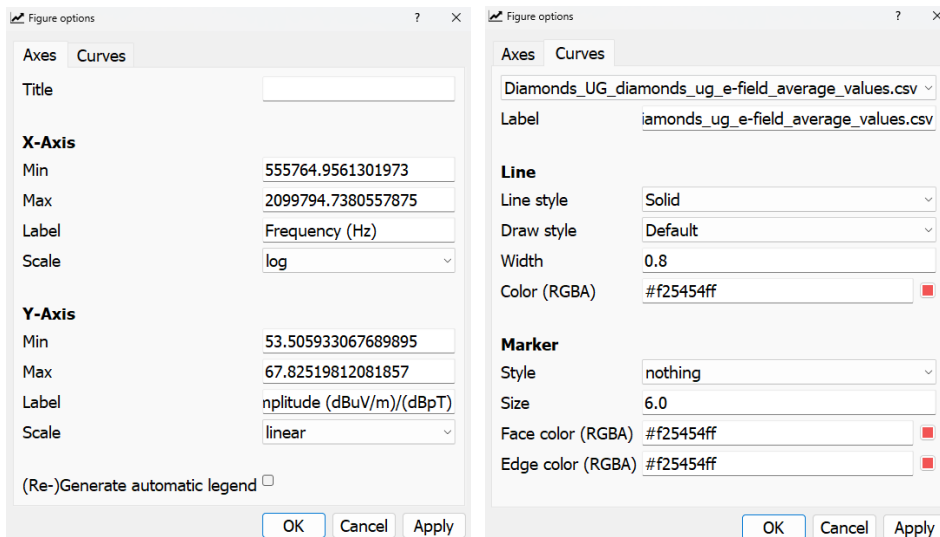 Figure options ? ×
Axes Curves
Title
X-Axis
Min 555764.9561301973
Max 2099794.7380557875
Label Frequency (Hz)
Scale log
Y-Axis
Min 53.505933067689895
Max 67.82519812081857
Label mplitude (dBuV/m)/(dBpT)
Scale linear
(Re-)Generate automatic legend
OK Cancel Apply
Figure options ? ×
Axes Curves
Diamonds_UG_diamonds_ug_e-field_average_values.csv
Label iamonds_ug_e-field_average_values.csv
Line
Line style Solid
Draw style Default
Width 0.8
Color (RGBA) #f25454ff
Marker
Style nothing
Size 6.0
Face color (RGBA) #f25454ff
Edge color (RGBA) #f25454ff
OK Cancel Apply